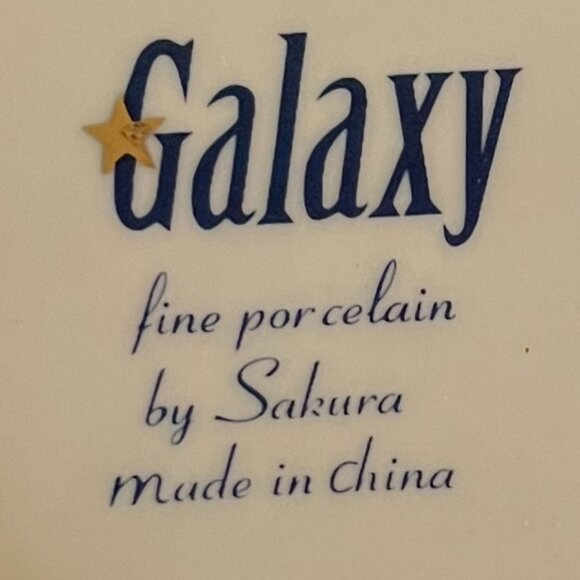 Galaxy
fine porcelain
by Sakura
made in China